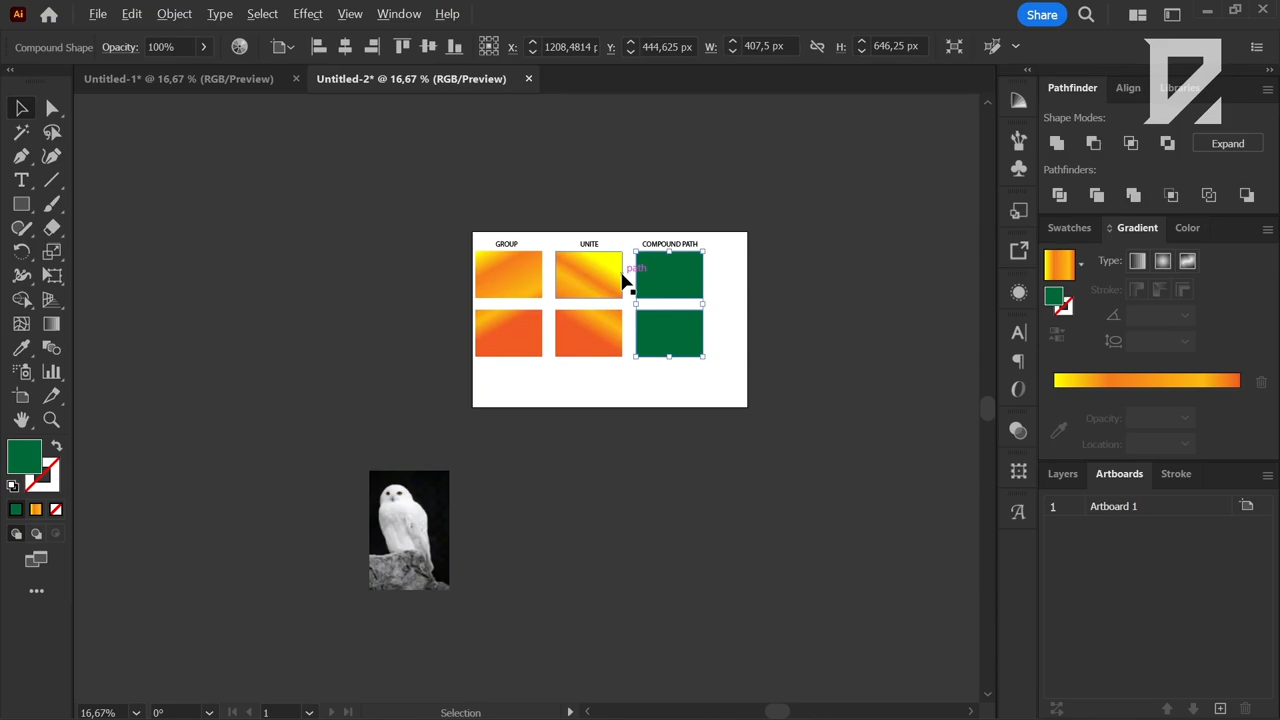 Ai File Edit Object Type Select Effect View Window Help Share
Compound Shape Opacity: 100% X: 1208,4814 p Y: 444,625 px W: 407,5 px H: 646,25 px
Untitled-1* @ 16,67 % (RGB/Preview) Untitled-2* @ 16,67 % (RGB/Preview)
Pathfinder Align Libraries
Shape Modes:
Expand
Pathfinders:
Swatches Gradient Color
Type:
Stroke:
Opacity:
Location:
Layers Artboards Stroke
1 Artboard 1
GROUP UNITE COMPOUND PATH
path
16,67% 0° 1 Selection